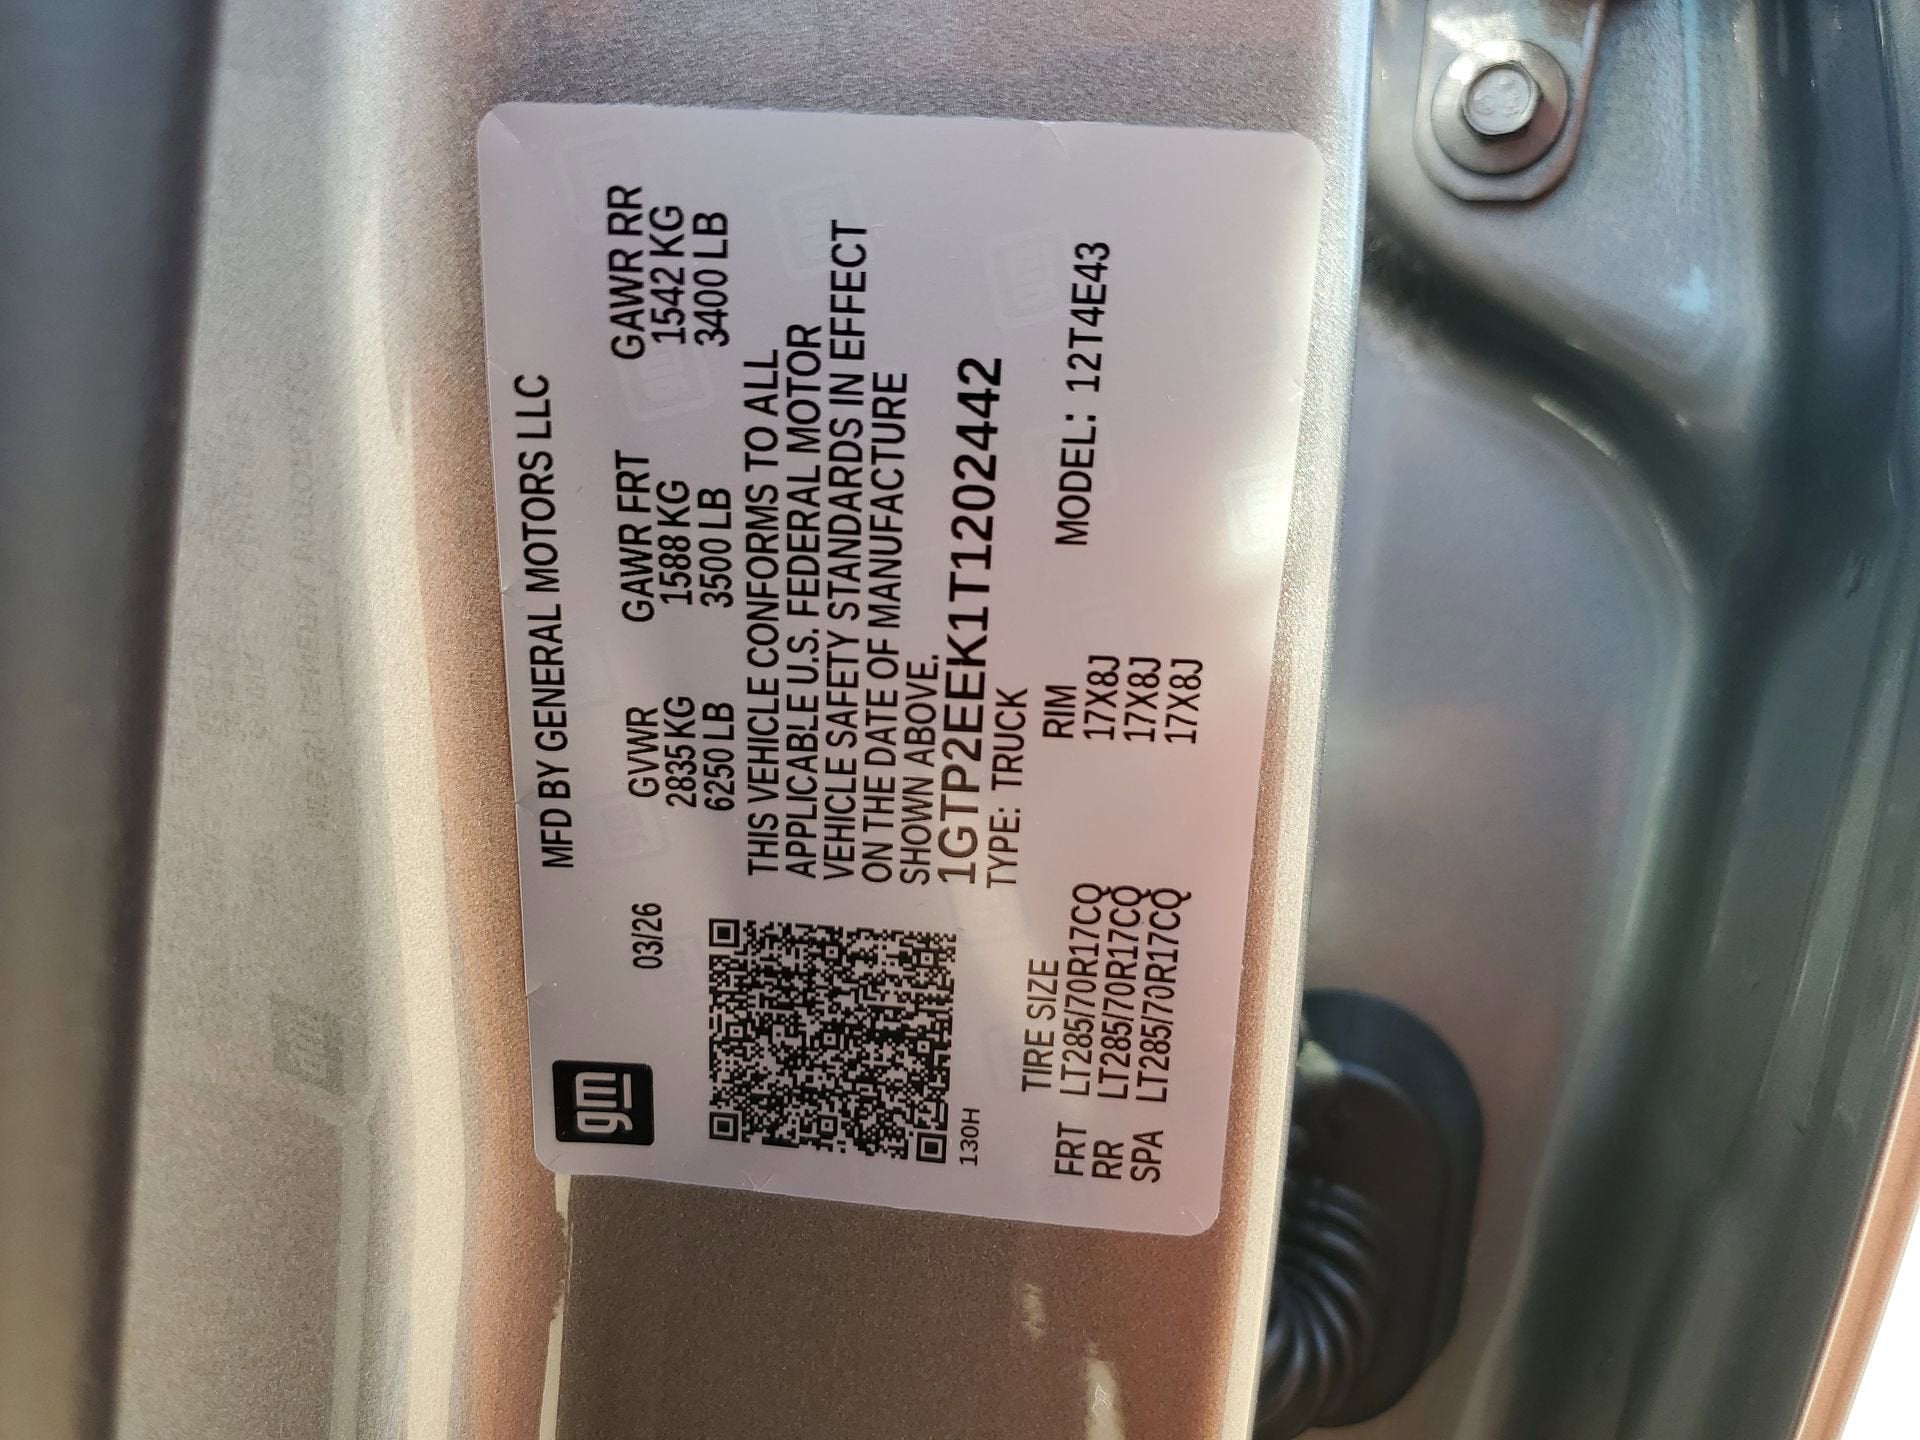 gm
MFD BY GENERAL MOTORS LLC
03/26
GVWR GAWR FRT GAWR RR
2835 KG 1588 KG 1542 KG
6250 LB 3500 LB 3400 LB
THIS VEHICLE CONFORMS TO ALL
APPLICABLE U.S. FEDERAL MOTOR
VEHICLE SAFETY STANDARDS IN EFFECT
ON THE DATE OF MANUFACTURE
SHOWN ABOVE.
1GTP2EEK1T1202442
130H
TYPE: TRUCK
MODEL: 12T4E43
TIRE SIZE RIM
FRT LT285/70R17CQ 17X8J
RR LT285/70R17CQ 17X8J
SPA LT285/70R17CQ 17X8J